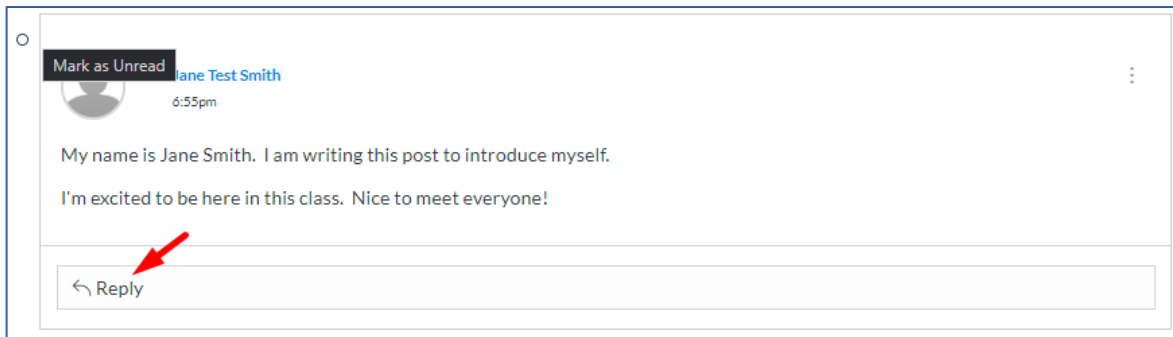 Mark as Unread
Jane Test Smith
6:55pm
My name is Jane Smith. I am writing this post to introduce myself.
I'm excited to be here in this class. Nice to meet everyone!
Reply